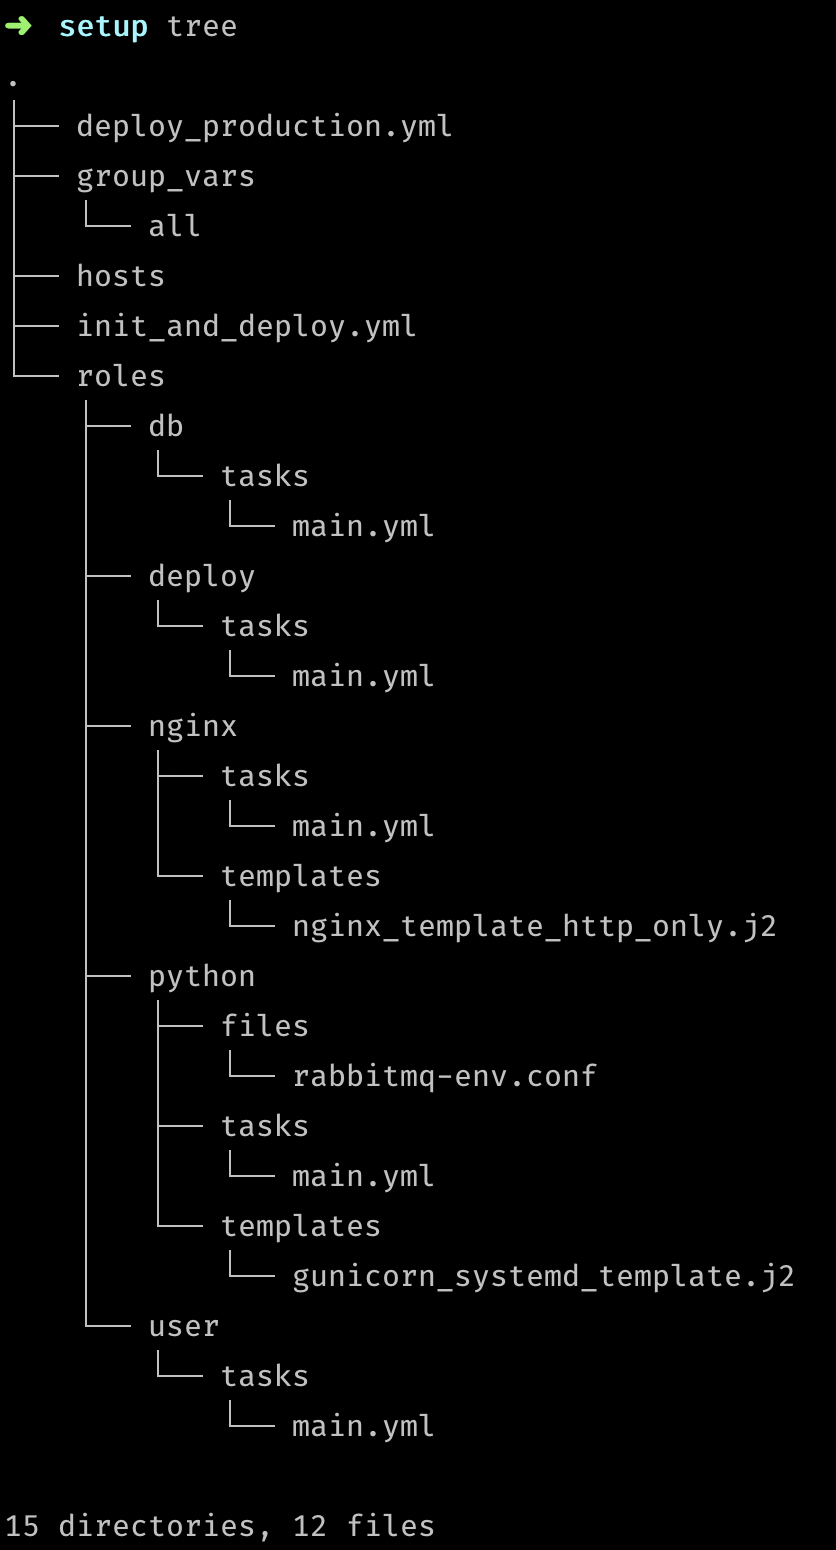 ➜ setup tree
.
├── deploy_production.yml
├── group_vars
│   └── all
├── hosts
├── init_and_deploy.yml
└── roles
    ├── db
    │   └── tasks
    │       └── main.yml
    ├── deploy
    │   └── tasks
    │       └── main.yml
    ├── nginx
    │   ├── tasks
    │   │   └── main.yml
    │   └── templates
    │       └── nginx_template_http_only.j2
    ├── python
    │   ├── files
    │   │   └── rabbitmq-env.conf
    │   ├── tasks
    │   │   └── main.yml
    │   └── templates
    │       └── gunicorn_systemd_template.j2
    └── user
        └── tasks
            └── main.yml

15 directories, 12 files